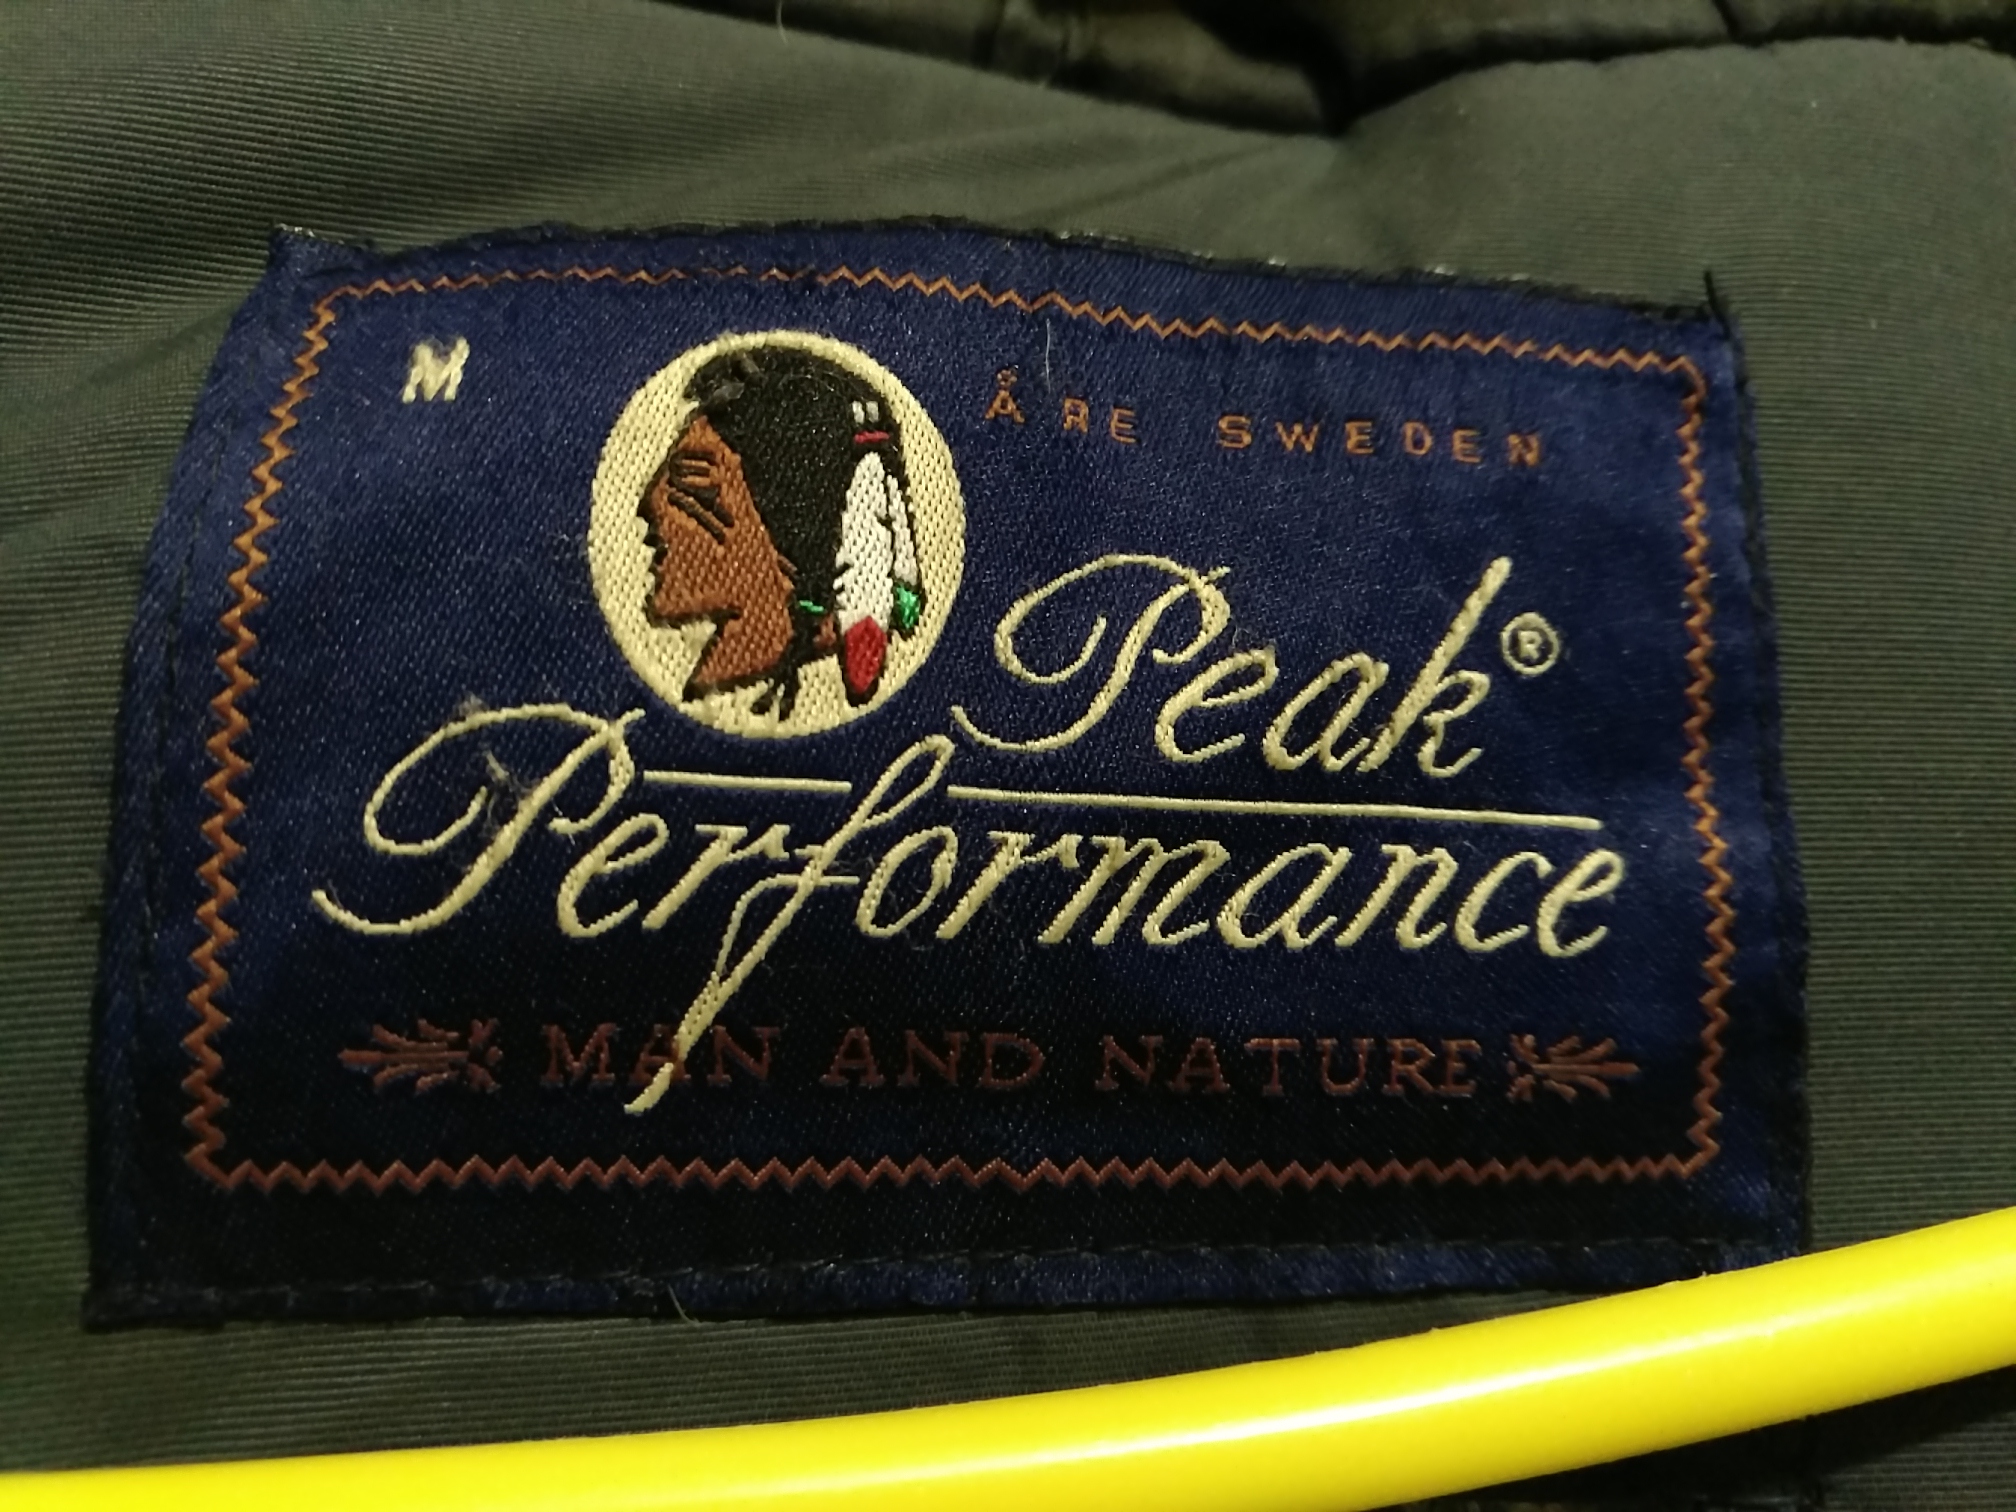 M
ÅRE SWEDEN
Peak®
Performance
MAN AND NATURE